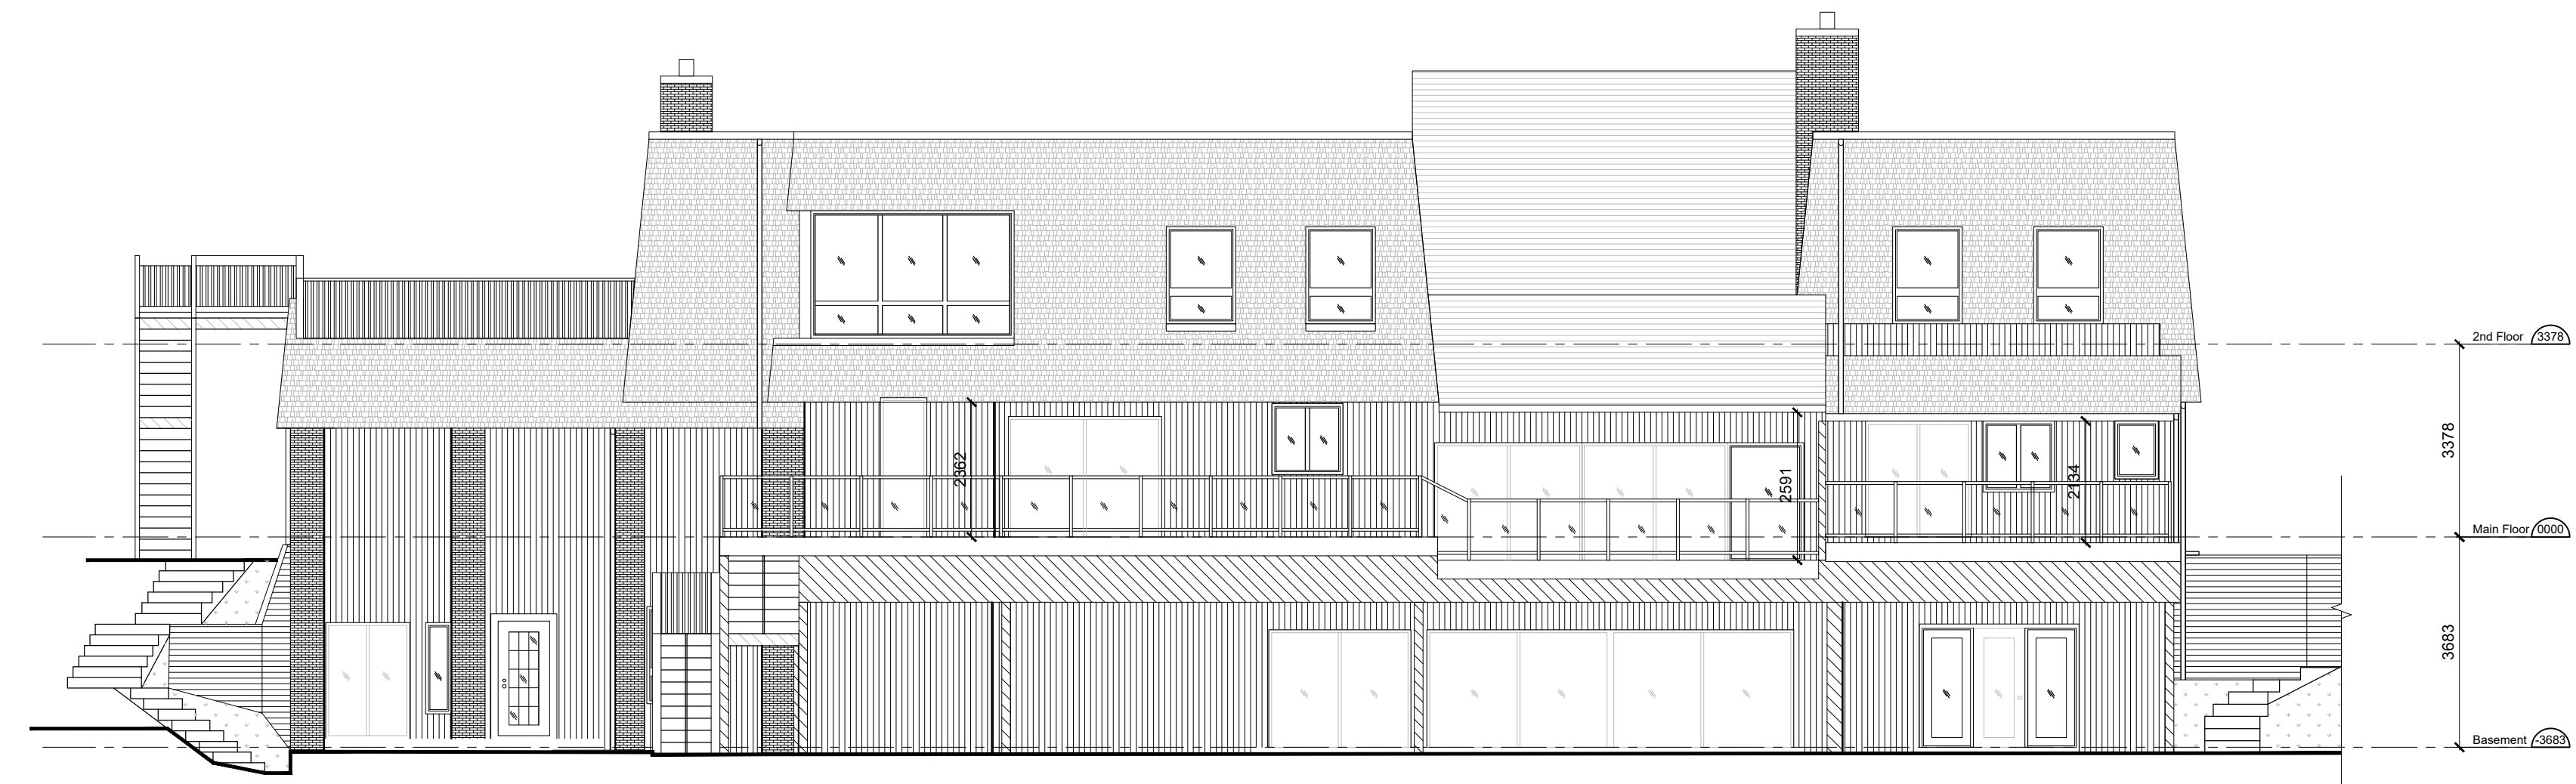 2nd Floor 3378
3378
2362
2591
2134
Main Floor 0000
3683
Basement -3683